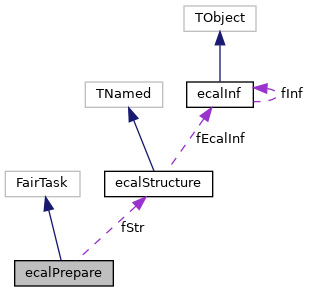 TObject
TNamed
ecalInf
fInf
fEcalInf
FairTask
ecalStructure
fStr
ecalPrepare